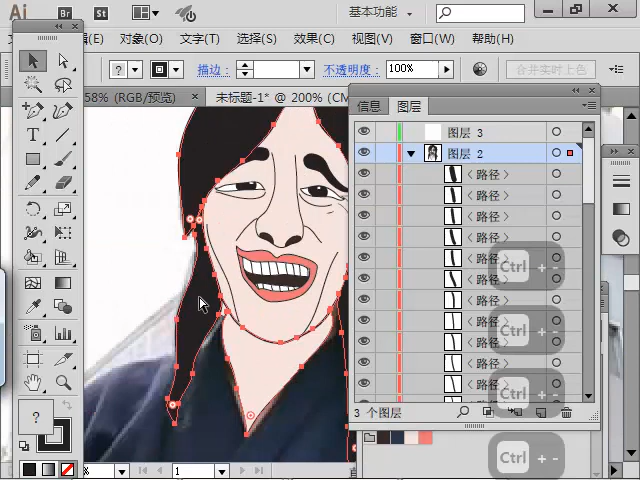 Ai Br St 基本功能
(E) 对象(O) 文字(T) 选择(S) 效果(C) 视图(V) 窗口(W) 帮助(H)
? 描边: 不透明度: 100% 合并实时上色
58% (RGB/预览) × 未标题-1* @ 200% (CM
信息 图层
图层 3
图层 2
<路径>
<路径>
<路径>
<路径>
<路径>
<路径>
<路径>
<路径>
<路径>
<路径>
<路径>
Ctrl + -
Ctrl + -
Ctrl + -
Ctrl + -
3 个图层
T
?
% 1